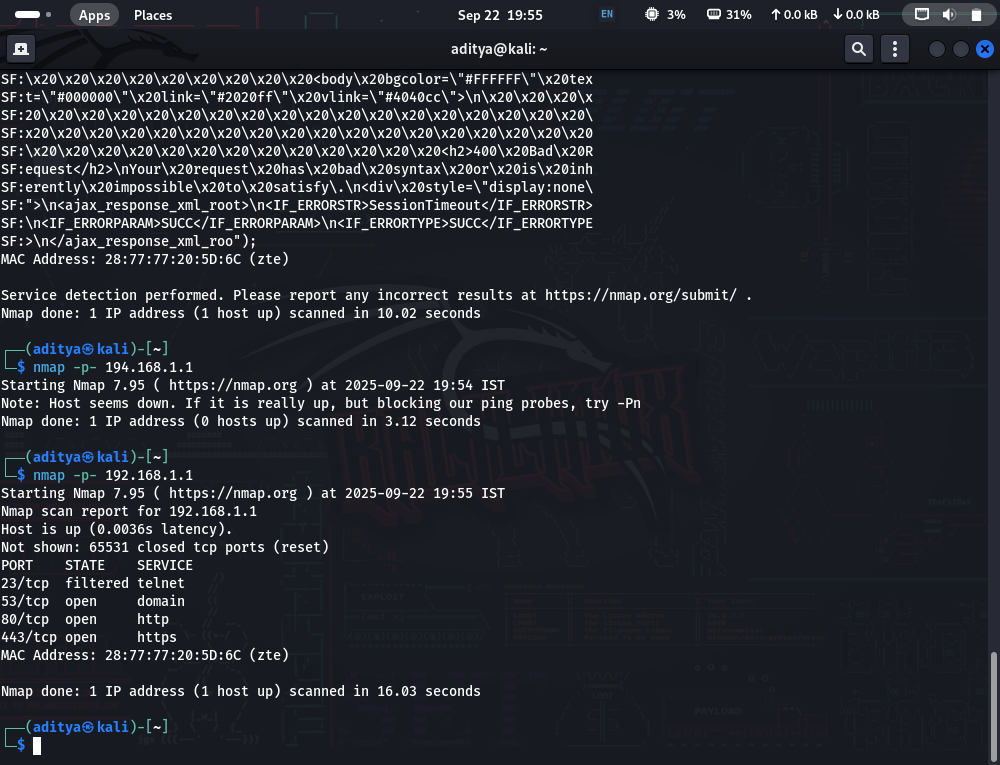 Apps Places Sep 22 19:55 EN 3% 31% 0.0 kB 0.0 kB
aditya@kali: ~
SF:\x20\x20\x20\x20\x20\x20\x20\x20\x20\x20<body\x20bgcolor=\"#FFFFFF\"\x20tex
SF:t=\"#000000\"\x20link=\"#2020ff\"\x20vlink=\"#4040cc\">\n\x20\x20\x20\x
SF:20\x20\x20\x20\x20\x20\x20\x20\x20\x20\x20\x20\x20\x20\x20\x20\x20\x20\
SF:x20\x20\x20\x20\x20\x20\x20\x20\x20\x20\x20\x20\x20\x20\x20\x20\x20\x20
SF:\x20\x20\x20\x20\x20\x20\x20\x20\x20\x20\x20\x20\x20<h2>400\x20Bad\x20R
SF:equest</h2>\nYour\x20request\x20has\x20bad\x20syntax\x20or\x20is\x20inh
SF:erently\x20impossible\x20to\x20satisfy\.\n<div\x20style=\"display:none\
SF:">\n<ajax_response_xml_root>\n<IF_ERRORSTR>SessionTimeout</IF_ERRORSTR>
SF:\n<IF_ERRORPARAM>SUCC</IF_ERRORPARAM>\n<IF_ERRORTYPE>SUCC</IF_ERRORTYPE
SF:>\n</ajax_response_xml_roo");
MAC Address: 28:77:77:20:5D:6C (zte)
Service detection performed. Please report any incorrect results at https://nmap.org/submit/ .
Nmap done: 1 IP address (1 host up) scanned in 10.02 seconds
┌──(aditya㉿kali)-[~]
└─$ nmap -p- 194.168.1.1
Starting Nmap 7.95 ( https://nmap.org ) at 2025-09-22 19:54 IST
Note: Host seems down. If it is really up, but blocking our ping probes, try -Pn
Nmap done: 1 IP address (0 hosts up) scanned in 3.12 seconds
┌──(aditya㉿kali)-[~]
└─$ nmap -p- 192.168.1.1
Starting Nmap 7.95 ( https://nmap.org ) at 2025-09-22 19:55 IST
Nmap scan report for 192.168.1.1
Host is up (0.0036s latency).
Not shown: 65531 closed tcp ports (reset)
PORT STATE SERVICE
23/tcp filtered telnet
53/tcp open domain
80/tcp open http
443/tcp open https
MAC Address: 28:77:77:20:5D:6C (zte)
Nmap done: 1 IP address (1 host up) scanned in 16.03 seconds
┌──(aditya㉿kali)-[~]
└─$